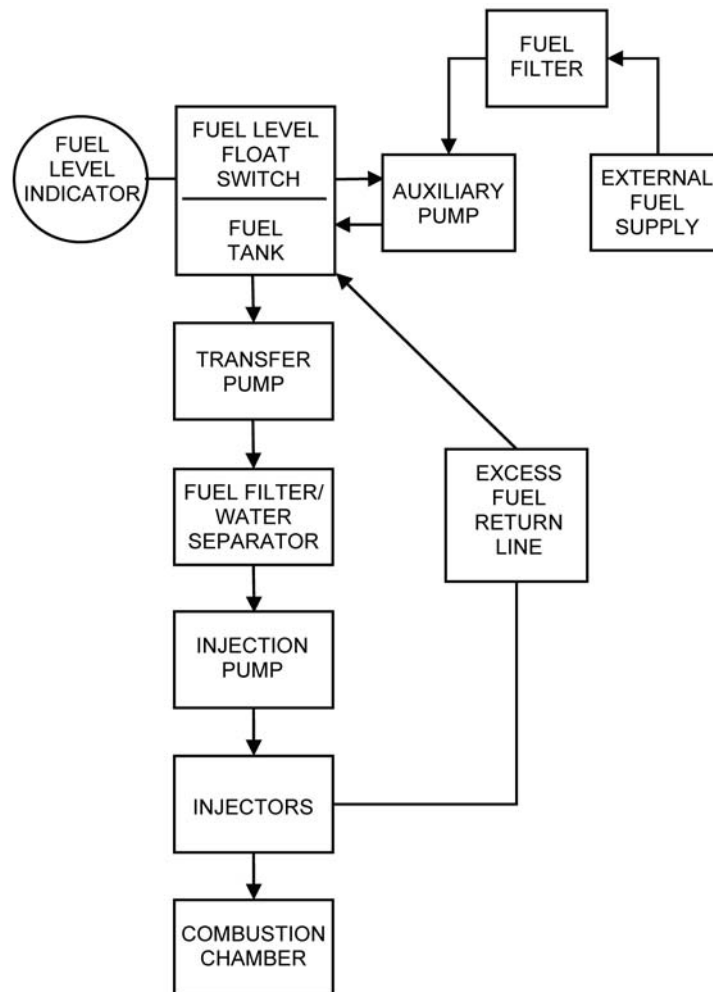 FUEL
FILTER
FUEL
LEVEL
INDICATOR
FUEL LEVEL
FLOAT
SWITCH
FUEL
TANK
AUXILIARY
PUMP
EXTERNAL
FUEL
SUPPLY
TRANSFER
PUMP
FUEL FILTER/
WATER
SEPARATOR
EXCESS
FUEL
RETURN
LINE
INJECTION
PUMP
INJECTORS
COMBUSTION
CHAMBER